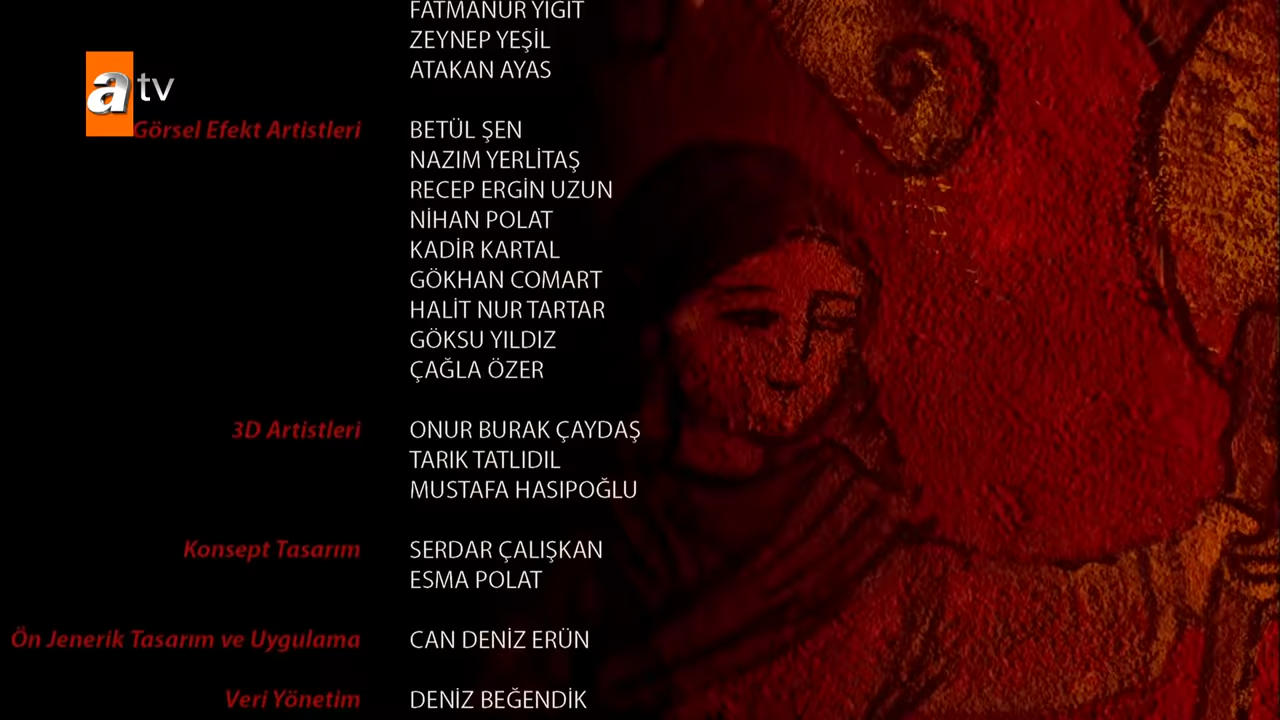 FATMANUR YİĞİT
ZEYNEP YEŞİL
ATAKAN AYAS
atv
Görsel Efekt Artistleri BETÜL ŞEN
NAZIM YERLİTAŞ
RECEP ERGİN UZUN
NİHAN POLAT
KADİR KARTAL
GÖKHAN COMART
HALİT NUR TARTAR
GÖKSU YILDIZ
ÇAĞLA ÖZER
3D Artistleri ONUR BURAK ÇAYDAŞ
TARIK TATLIDIL
MUSTAFA HASIPOĞLU
Konsept Tasarım SERDAR ÇALIŞKAN
ESMA POLAT
Ön Jenerik Tasarım ve Uygulama CAN DENİZ ERÜN
Veri Yönetim DENİZ BEĞENDİK